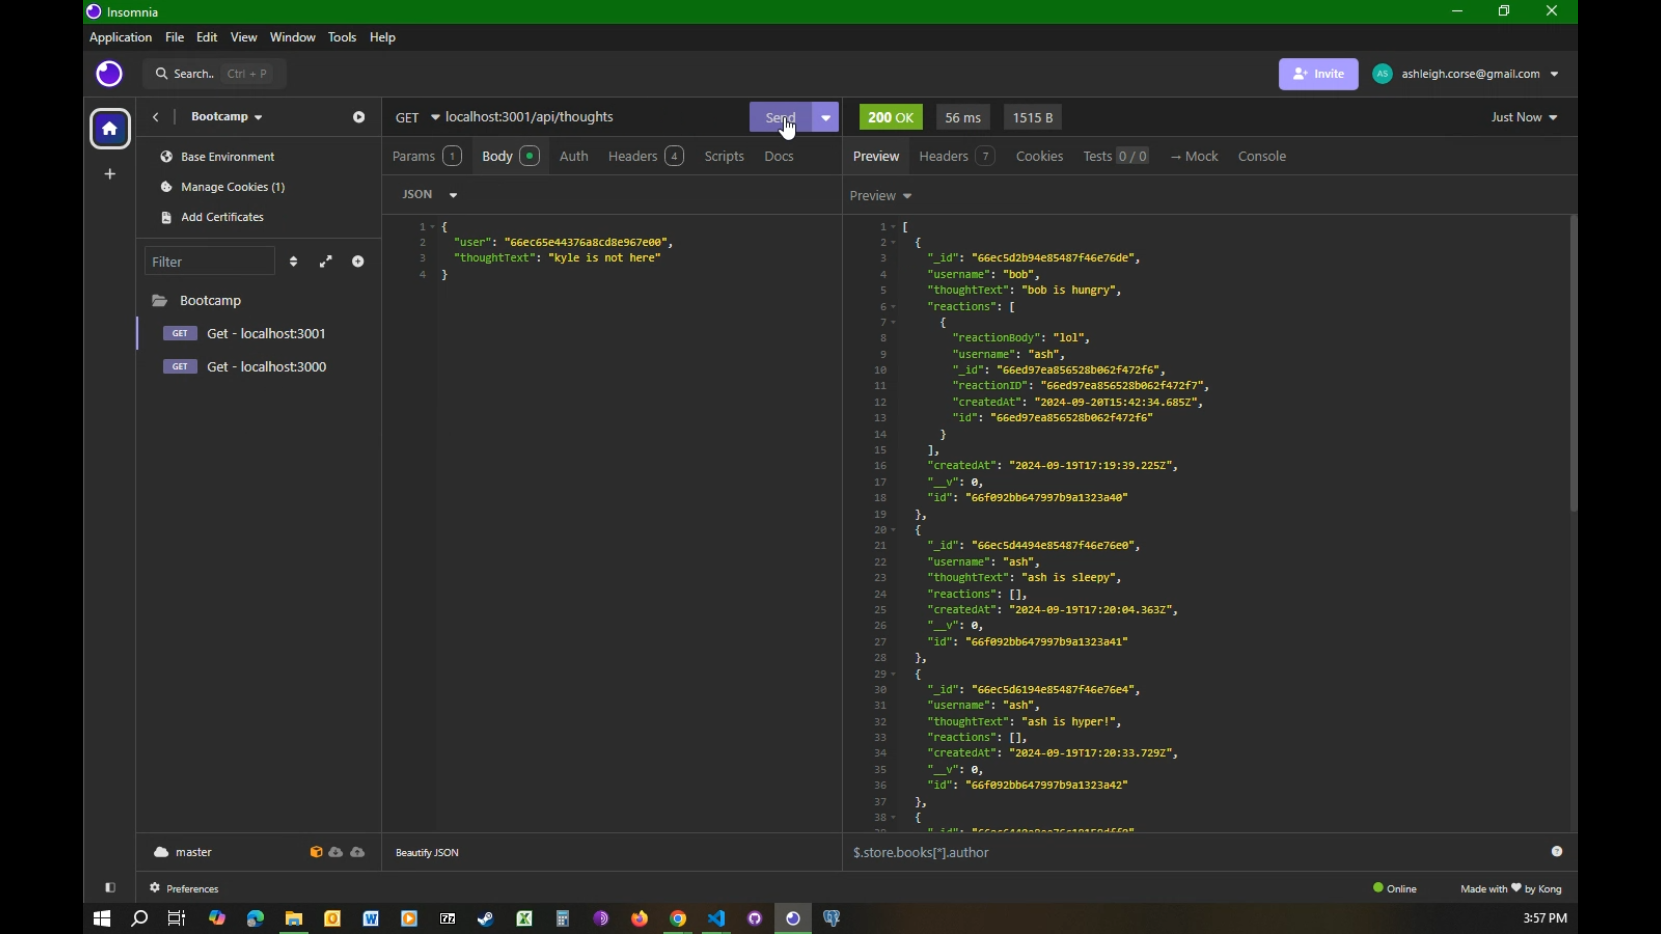 Insomnia
Application File Edit View Window Tools Help
Search.. Ctrl + P
Invite
AS ashleigh.corse@gmail.com
Bootcamp
GET localhost:3001/api/thoughts
Send
200 OK 56 ms 1515 B
Just Now
Base Environment
Manage Cookies (1)
Add Certificates
Params 1 Body Auth Headers 4 Scripts Docs
Preview Headers 7 Cookies Tests 0 / 0 → Mock Console
JSON
Preview
Filter
Bootcamp
GET Get - localhost:3001
GET Get - localhost:3000
1 {
2 "user": "66ec65e44376a8cd8e967e00",
3 "thoughtText": "kyle is not here"
4 }
1 [
2 {
3 "_id": "66ec5d2b94e85487f46e76de",
4 "username": "bob",
5 "thoughtText": "bob is hungry",
6 "reactions": [
7 {
8 "reactionBody": "lol",
9 "username": "ash",
10 "_id": "66ed97ea856528b062f472f6",
11 "reactionID": "66ed97ea856528b062f472f7",
12 "createdAt": "2024-09-20T15:42:34.685Z",
13 "id": "66ed97ea856528b062f472f6"
14 }
15 ],
16 "createdAt": "2024-09-19T17:19:39.225Z",
17 "__v": 0,
18 "id": "66f092bb647997b9a1323a40"
19 },
20 {
21 "_id": "66ec5d4494e85487f46e76e0",
22 "username": "ash",
23 "thoughtText": "ash is sleepy",
24 "reactions": [],
25 "createdAt": "2024-09-19T17:20:04.363Z",
26 "__v": 0,
27 "id": "66f092bb647997b9a1323a41"
28 },
29 {
30 "_id": "66ec5d6194e85487f46e76e4",
31 "username": "ash",
32 "thoughtText": "ash is hyper!",
33 "reactions": [],
34 "createdAt": "2024-09-19T17:20:33.729Z",
35 "__v": 0,
36 "id": "66f092bb647997b9a1323a42"
37 },
38 {
master
Beautify JSON
$.store.books[*].author
Preferences
Online
Made with ♥ by Kong
3:57 PM